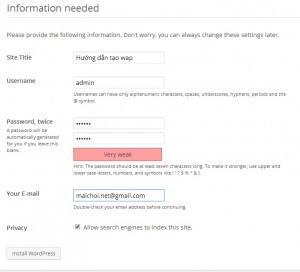 Information needed
Please provide the following information. Don't worry, you can always change these settings later.
Site Title
Hướng dẫn tạo wap
Username
admin
Usernames can have only alphanumeric characters, spaces, underscores, hyphens, periods and the
@ symbol.
Password, twice
A password will be
automatically generated
for you if you leave this
blank.
••••••
••••••
Very weak
Hint: The password should be at least seven characters long. To make it stronger, use upper and
lower case letters, numbers, and symbols like ! " ? $ % ^ & ).
Your E-mail
maichoi.net@gmail.com
Double-check your email address before continuing.
Privacy
Allow search engines to index this site.
Install WordPress